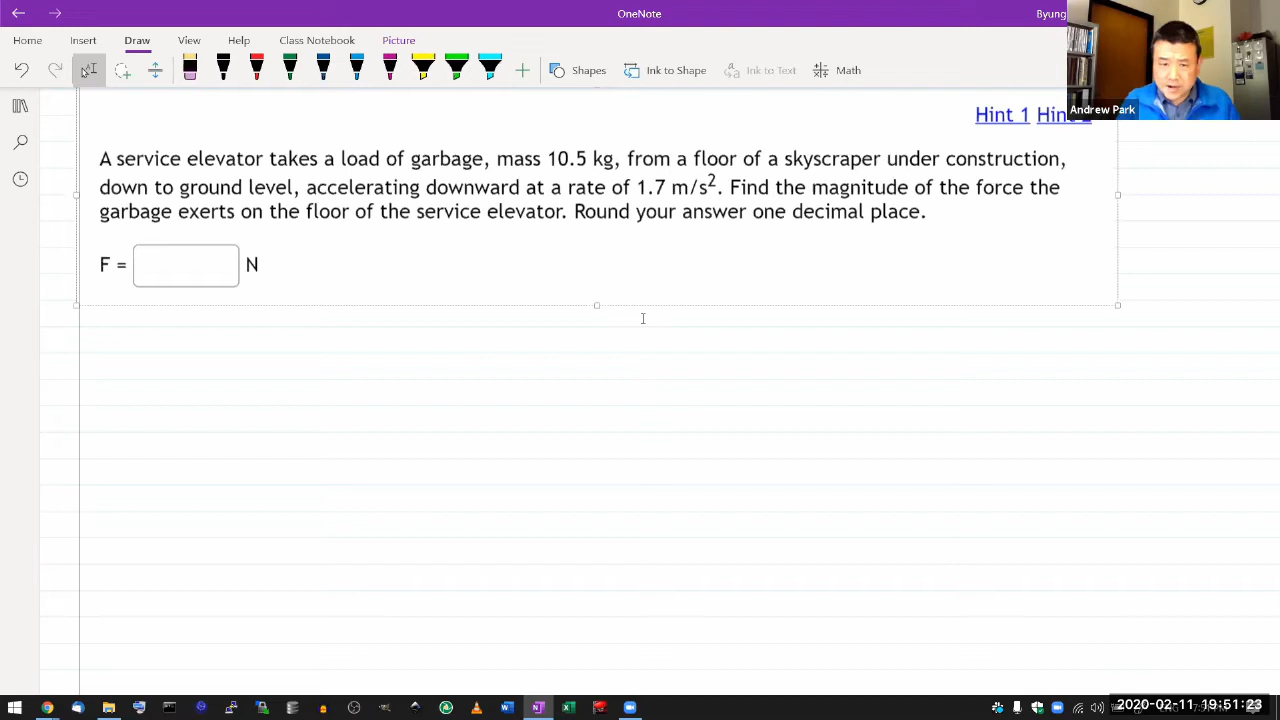 OneNote
Byung
Home Insert Draw View Help Class Notebook Picture
Shapes Ink to Shape Ink to Text Math
Andrew Park
Hint 1 Hint 2
A service elevator takes a load of garbage, mass 10.5 kg, from a floor of a skyscraper under construction,
down to ground level, accelerating downward at a rate of 1.7 m/s². Find the magnitude of the force the
garbage exerts on the floor of the service elevator. Round your answer one decimal place.
F = N
2020-02-11 19:51:23